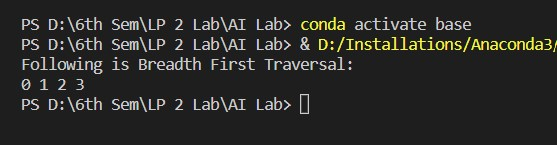 PS D:\6th Sem\LP 2 Lab\AI Lab> conda activate base
PS D:\6th Sem\LP 2 Lab\AI Lab> & D:/Installations/Anaconda3/
Following is Breadth First Traversal:
0 1 2 3
PS D:\6th Sem\LP 2 Lab\AI Lab>